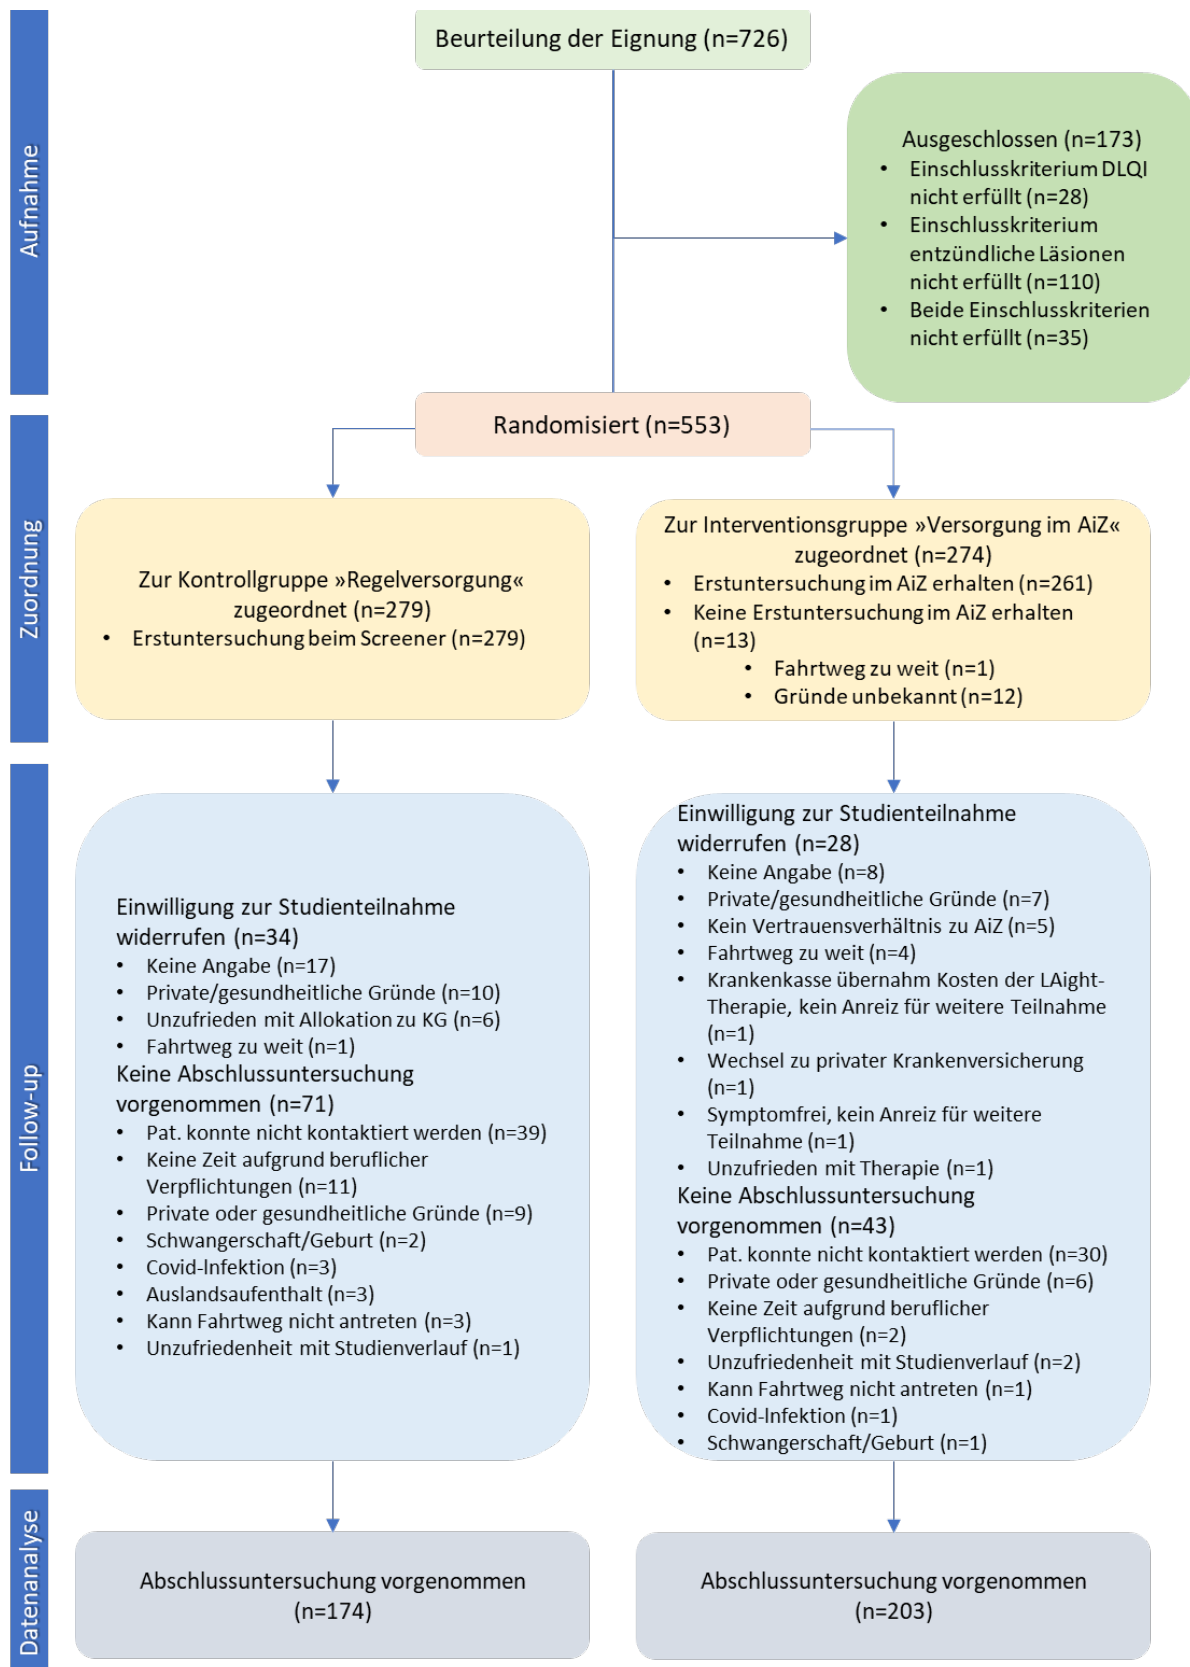 Aufnahme
Beurteilung der Eignung (n=726)
Ausgeschlossen (n=173)
• Einschlusskriterium DLQI
nicht erfüllt (n=28)
• Einschlusskriterium
entzündliche Läsionen
nicht erfüllt (n=110)
• Beide Einschlusskriterien
nicht erfüllt (n=35)
Randomisiert (n=553)
Zuordnung
Zur Kontrollgruppe »Regelversorgung«
zugeordnet (n=279)
• Erstuntersuchung beim Screener (n=279)
Zur Interventionsgruppe »Versorgung im AiZ«
zugeordnet (n=274)
• Erstuntersuchung im AiZ erhalten (n=261)
• Keine Erstuntersuchung im AiZ erhalten
(n=13)
• Fahrtweg zu weit (n=1)
• Gründe unbekannt (n=12)
Follow-up
Einwilligung zur Studienteilnahme
widerrufen (n=34)
• Keine Angabe (n=17)
• Private/gesundheitliche Gründe (n=10)
• Unzufrieden mit Allokation zu KG (n=6)
• Fahrtweg zu weit (n=1)
Keine Abschlussuntersuchung
vorgenommen (n=71)
• Pat. konnte nicht kontaktiert werden (n=39)
• Keine Zeit aufgrund beruflicher
Verpflichtungen (n=11)
• Private oder gesundheitliche Gründe (n=9)
• Schwangerschaft/Geburt (n=2)
• Covid-Infektion (n=3)
• Auslandsaufenthalt (n=3)
• Kann Fahrtweg nicht antreten (n=3)
• Unzufriedenheit mit Studienverlauf (n=1)
Einwilligung zur Studienteilnahme
widerrufen (n=28)
• Keine Angabe (n=8)
• Private/gesundheitliche Gründe (n=7)
• Kein Vertrauensverhältnis zu AiZ (n=5)
• Fahrtweg zu weit (n=4)
• Krankenkasse übernahm Kosten der LAight-
Therapie, kein Anreiz für weitere Teilnahme
(n=1)
• Wechsel zu privater Krankenversicherung
(n=1)
• Symptomfrei, kein Anreiz für weitere
Teilnahme (n=1)
• Unzufrieden mit Therapie (n=1)
Keine Abschlussuntersuchung
vorgenommen (n=43)
• Pat. konnte nicht kontaktiert werden (n=30)
• Private oder gesundheitliche Gründe (n=6)
• Keine Zeit aufgrund beruflicher
Verpflichtungen (n=2)
• Unzufriedenheit mit Studienverlauf (n=2)
• Kann Fahrtweg nicht antreten (n=1)
• Covid-Infektion (n=1)
• Schwangerschaft/Geburt (n=1)
Datenanalyse
Abschlussuntersuchung vorgenommen
(n=174)
Abschlussuntersuchung vorgenommen
(n=203)